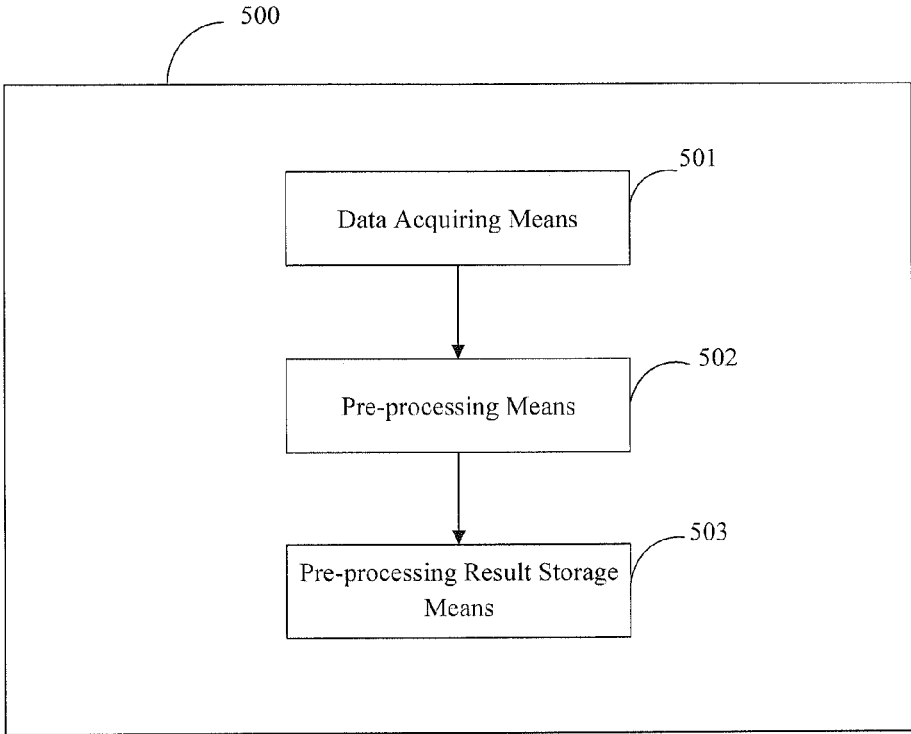 500
501
Data Acquiring Means
502
Pre-processing Means
503
Pre-processing Result Storage
Means